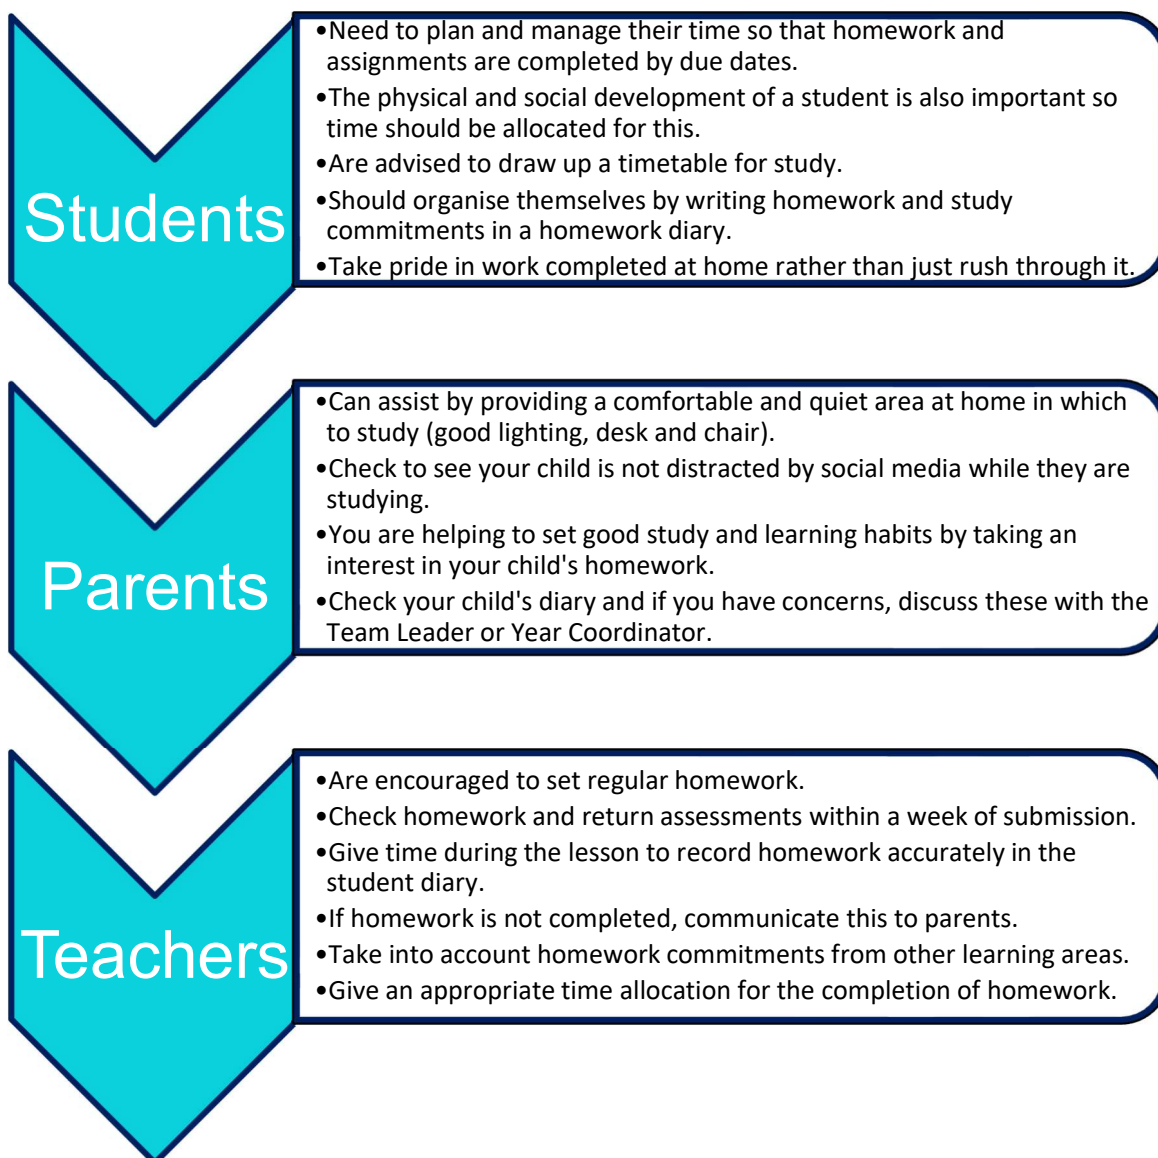 Students
•Need to plan and manage their time so that homework and
assignments are completed by due dates.
•The physical and social development of a student is also important so
time should be allocated for this.
•Are advised to draw up a timetable for study.
•Should organise themselves by writing homework and study
commitments in a homework diary.
•Take pride in work completed at home rather than just rush through it.
Parents
•Can assist by providing a comfortable and quiet area at home in which
to study (good lighting, desk and chair).
•Check to see your child is not distracted by social media while they are
studying.
•You are helping to set good study and learning habits by taking an
interest in your child's homework.
•Check your child's diary and if you have concerns, discuss these with the
Team Leader or Year Coordinator.
Teachers
•Are encouraged to set regular homework.
•Check homework and return assessments within a week of submission.
•Give time during the lesson to record homework accurately in the
student diary.
•If homework is not completed, communicate this to parents.
•Take into account homework commitments from other learning areas.
•Give an appropriate time allocation for the completion of homework.